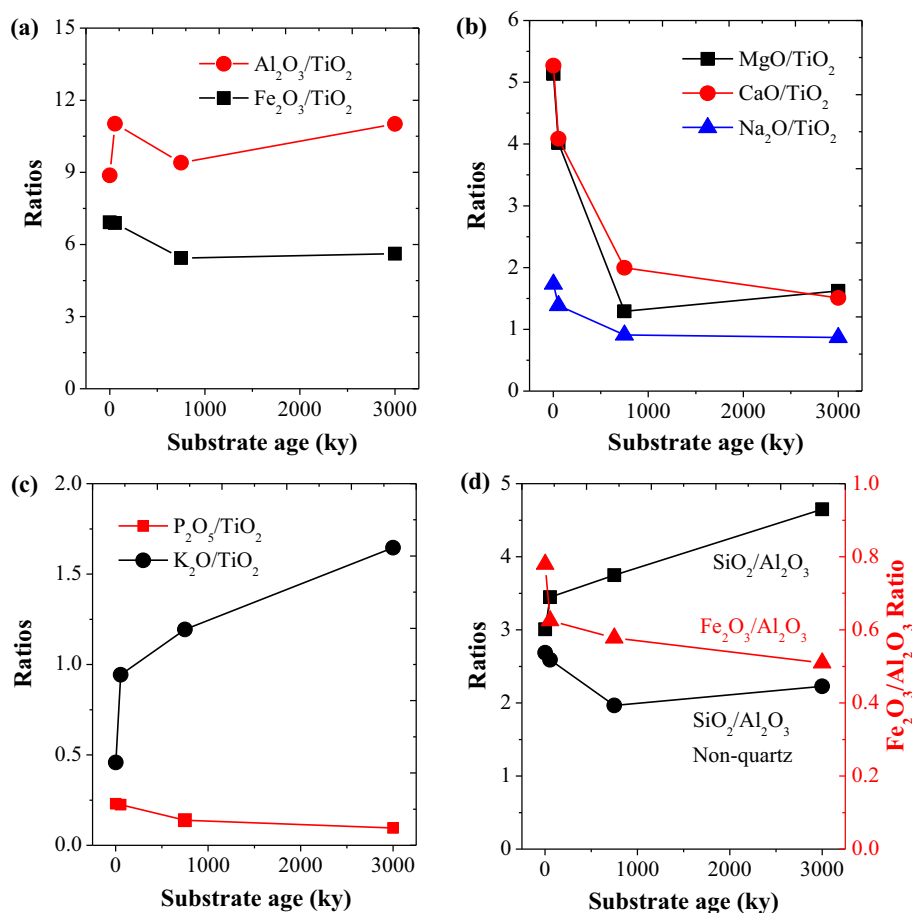 (a)
Al₂O₃/TiO₂
Fe₂O₃/TiO₂
Ratios
15
12
9
6
3
0
0 1000 2000 3000
Substrate age (ky)
(b)
MgO/TiO₂
CaO/TiO₂
Na₂O/TiO₂
Ratios
6
5
4
3
2
1
0
0 1000 2000 3000
Substrate age (ky)
(c)
P₂O₅/TiO₂
K₂O/TiO₂
Ratios
2.0
1.5
1.0
0.5
0.0
0 1000 2000 3000
Substrate age (ky)
(d)
SiO₂/Al₂O₃
Fe₂O₃/Al₂O₃
SiO₂/Al₂O₃
Non-quartz
Ratios
5
4
3
2
1
0
1.0
0.8
0.6
0.4
0.2
0.0
Fe₂O₃/Al₂O₃ Ratio
0 1000 2000 3000
Substrate age (ky)